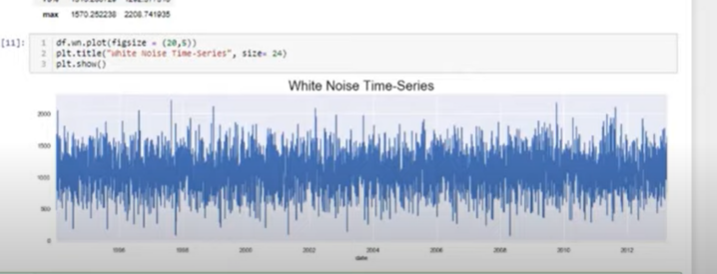 max 1570.252238 2208.741935
[11]:
1 df.wn.plot(figsize = (20,5))
2 plt.title("White Noise Time-Series", size= 24)
3 plt.show()
White Noise Time-Series
2000
1500
1000
500
0
1996 1998 2000 2002 2004 2006 2008 2010 2012
date